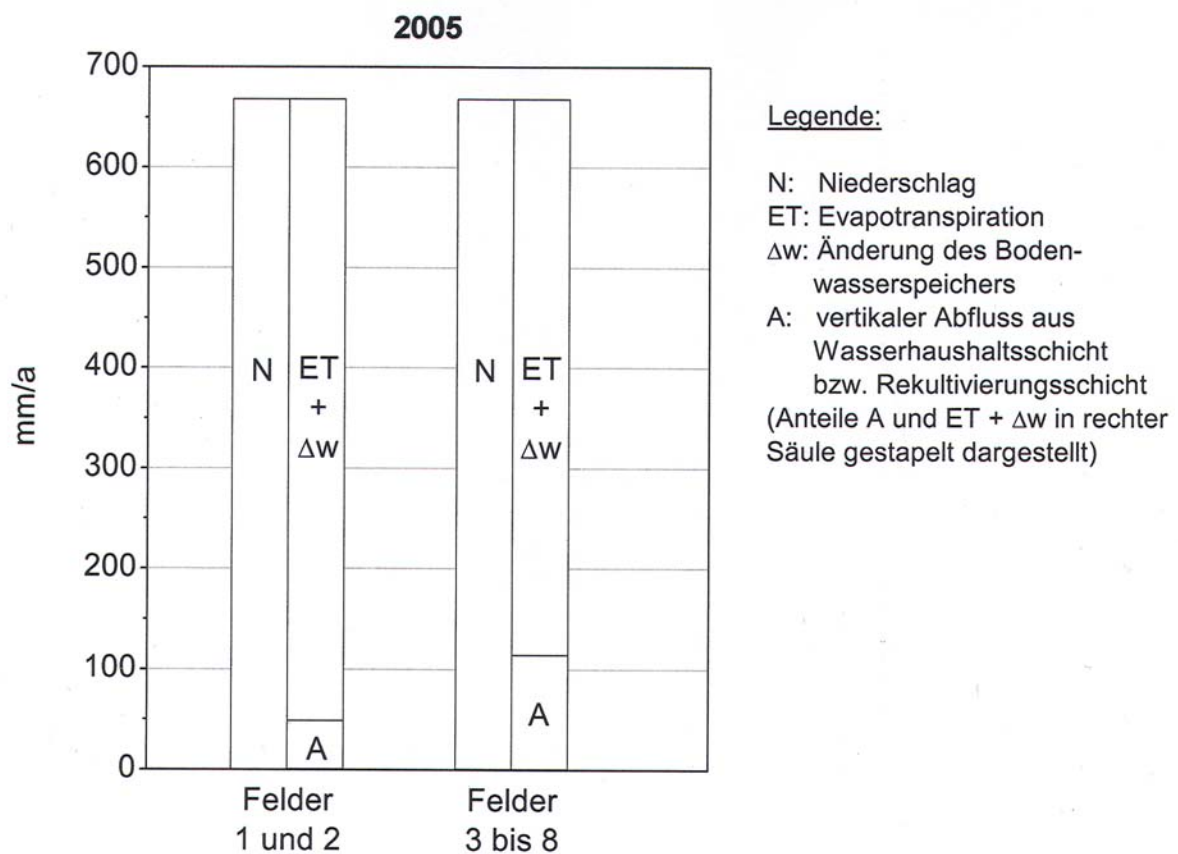 2005
700
600
500
400
300
200
100
0
mm/a
N
ET
+
Δw
A
N
ET
+
Δw
A
Felder
1 und 2
Felder
3 bis 8
Legende:
N: Niederschlag
ET: Evapotranspiration
Δw: Änderung des Boden-
wasserspeichers
A: vertikaler Abfluss aus
Wasserhaushaltsschicht
bzw. Rekultivierungsschicht
(Anteile A und ET + Δw in rechter
Säule gestapelt dargestellt)